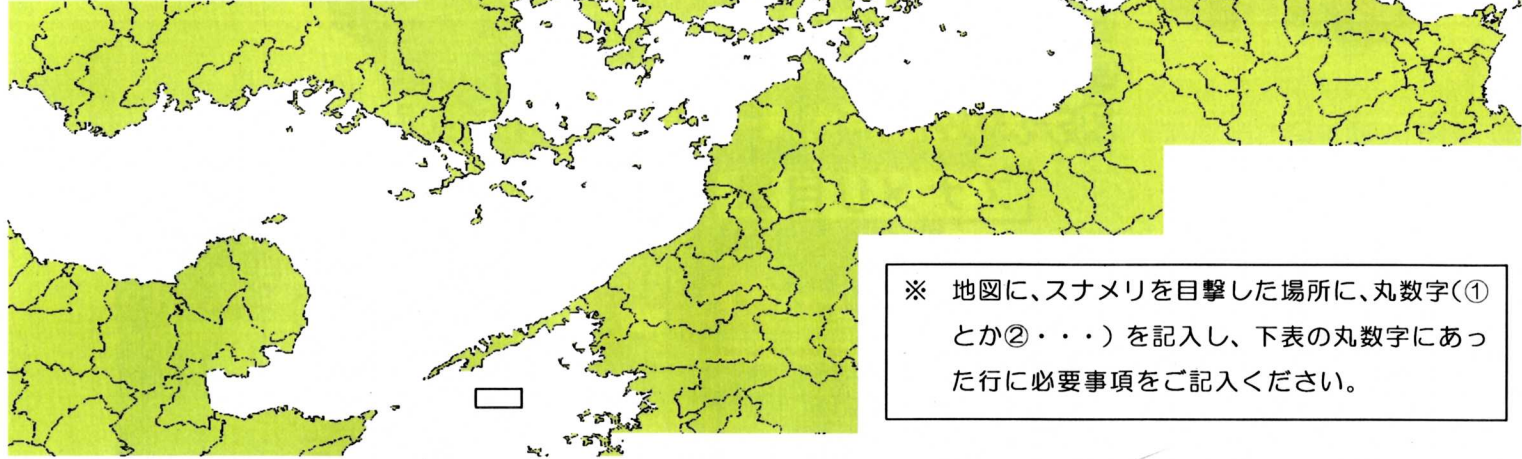 ※ 地図に、スナメリを目撃した場所に、丸数字(①
とか②・・・)を記入し、下表の丸数字にあっ
た行に必要事項をご記入ください。